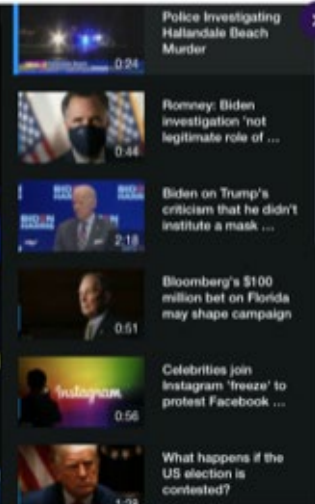 Police Investigating
Hallandale Beach
Murder
0:24
Romney: Biden
investigation 'not
legitimate role of ...
0:44
BIDEN
HARRIS
Biden on Trump's
criticism that he didn't
institute a mask ...
2:18
Bloomberg's $100
million bet on Florida
may shape campaign
0:51
Instagram
Celebrities join
Instagram 'freeze' to
protest Facebook ...
0:56
What happens if the
US election is
contested?
1:28